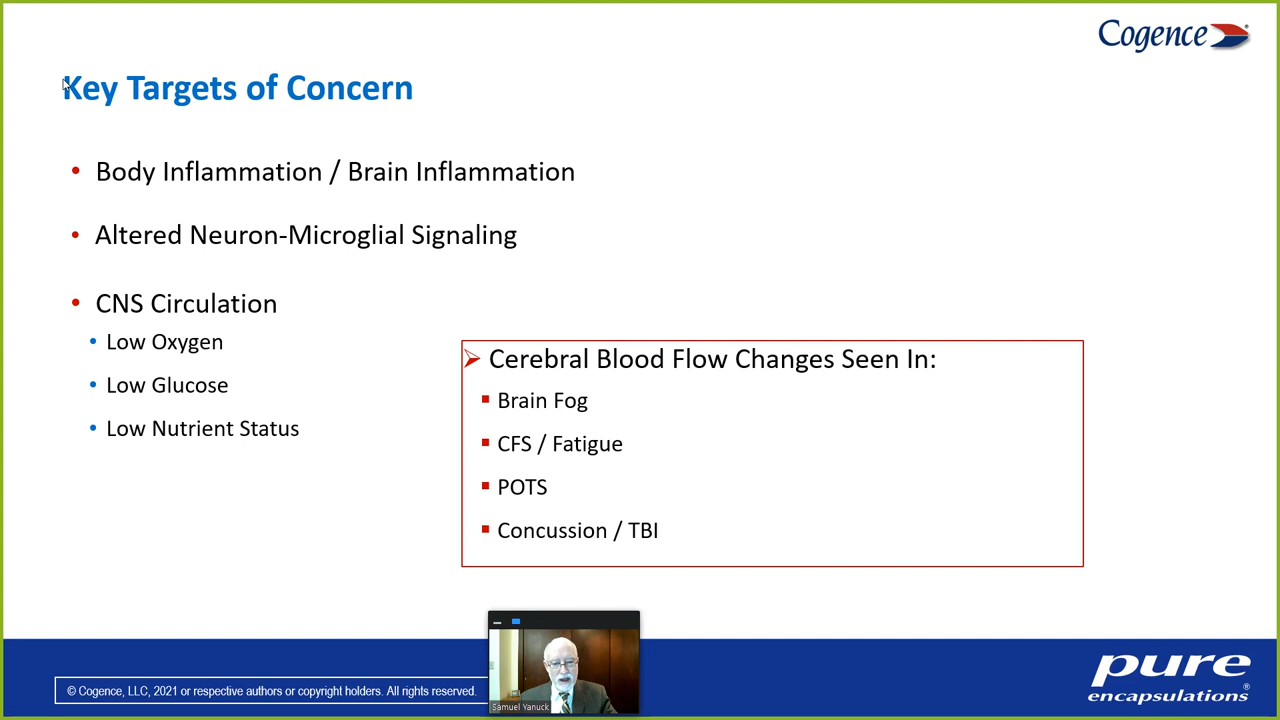 Cogence®
Key Targets of Concern
Body Inflammation / Brain Inflammation
Altered Neuron-Microglial Signaling
CNS Circulation
Low Oxygen
Low Glucose
Low Nutrient Status
Cerebral Blood Flow Changes Seen In:
Brain Fog
CFS / Fatigue
POTS
Concussion / TBI
© Cogence, LLC, 2021 or respective authors or copyright holders. All rights reserved.
Samuel Yanuck
pure
encapsulations®